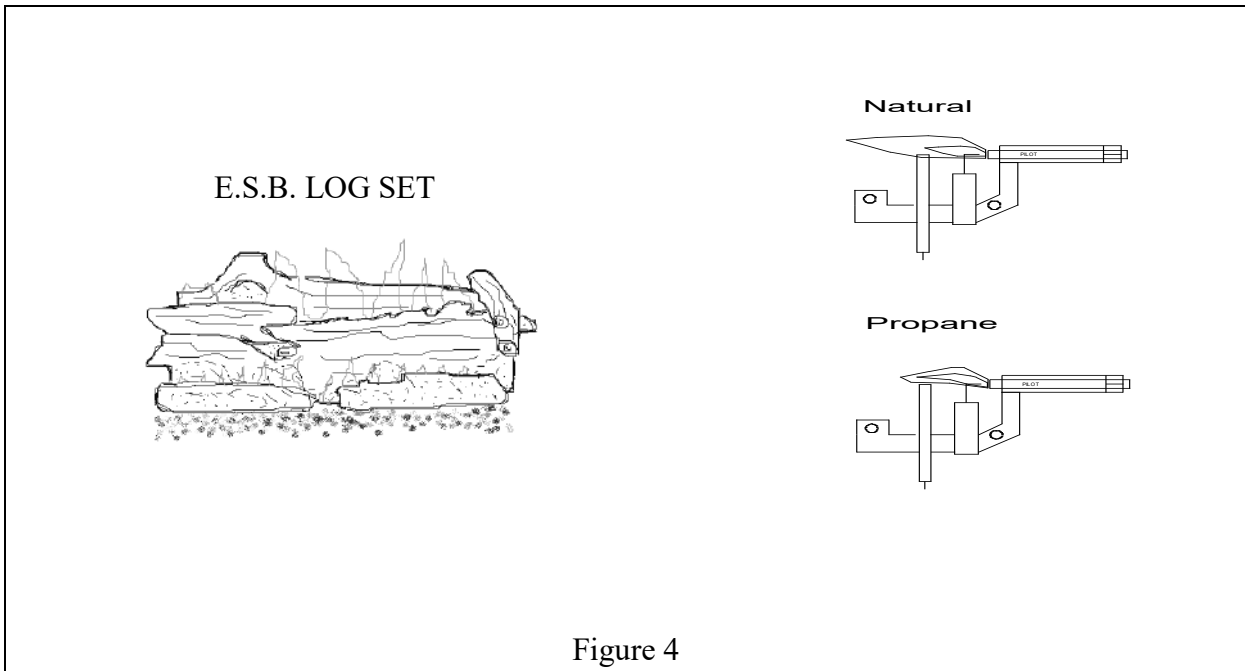 E.S.B. LOG SET
Natural
PILOT
Propane
PILOT
Figure 4